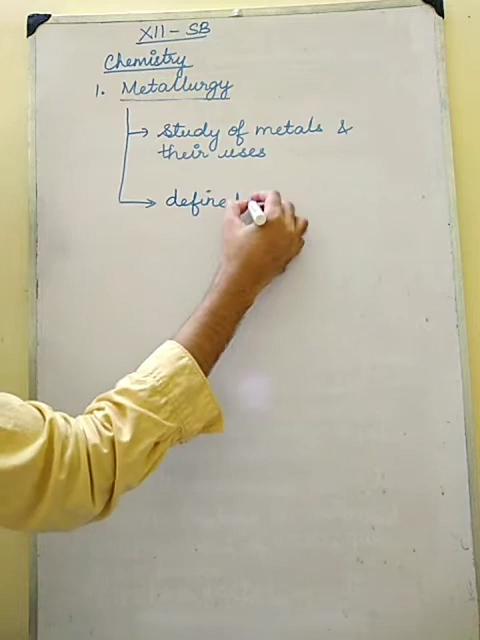 XII - SB
Chemistry
1. Metallurgy
→ Study of metals &
their uses
→ define